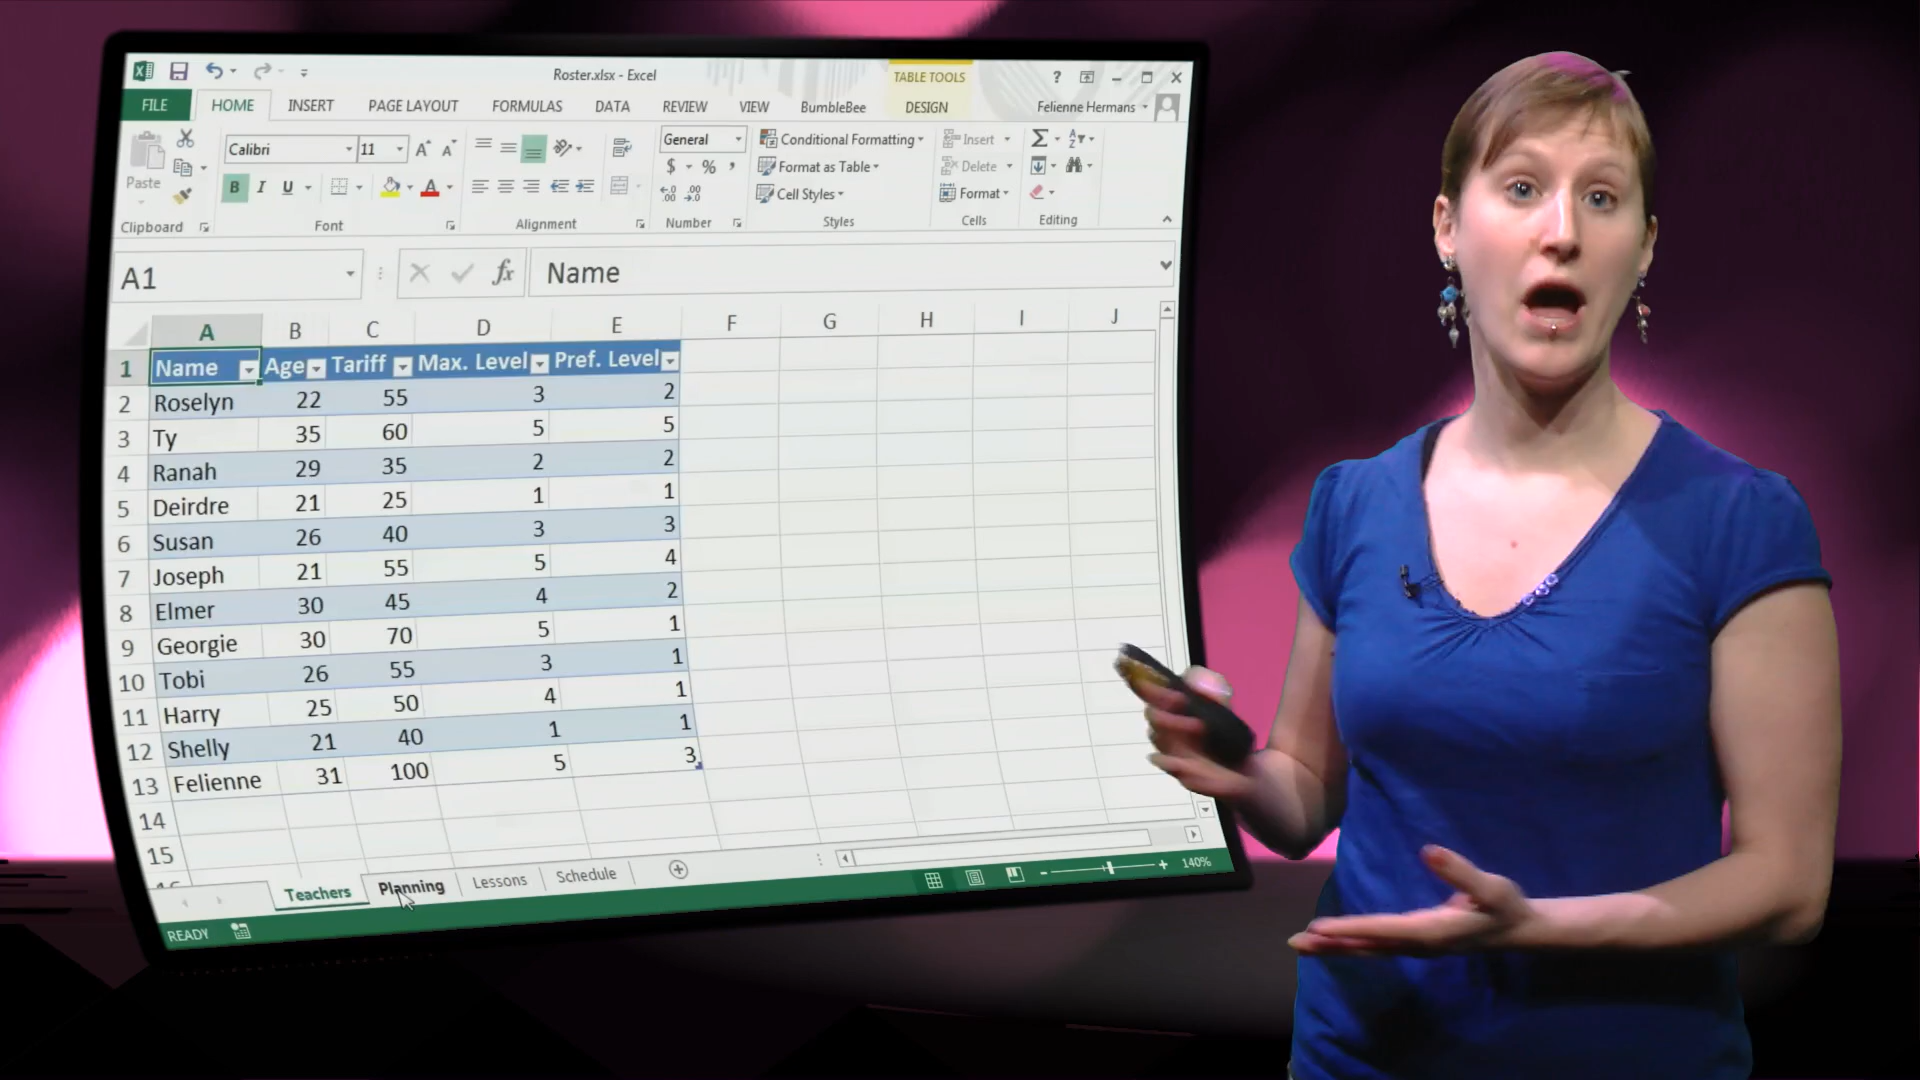 Roster.xlsx - Excel
TABLE TOOLS
?
FILE HOME INSERT PAGE LAYOUT FORMULAS DATA REVIEW VIEW BumbleBee DESIGN Felienne Hermans
Paste
Calibri 11
B I U A
General
$ % ,
Conditional Formatting
Format as Table
Cell Styles
Insert
Delete
Format
Clipboard Font Alignment Number Styles Cells Editing
A1 fx Name
A B C D E F G H I J
1 Name Age Tariff Max. Level Pref. Level
2 Roselyn 22 55 3 2
3 Ty 35 60 5 5
4 Ranah 29 35 2 2
5 Deirdre 21 25 1 1
6 Susan 26 40 3 3
7 Joseph 21 55 5 4
8 Elmer 30 45 4 2
9 Georgie 30 70 5 1
10 Tobi 26 55 3 1
11 Harry 25 50 4 1
12 Shelly 21 40 1 1
13 Felienne 31 100 5 3
14
15
Teachers Planning Lessons Schedule
READY 140%